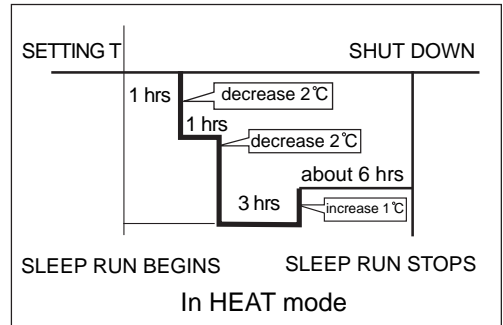 SETTING T SHUT DOWN
1 hrs decrease 2℃
1 hrs
decrease 2℃
about 6 hrs
3 hrs increase 1℃
SLEEP RUN BEGINS SLEEP RUN STOPS
In HEAT mode